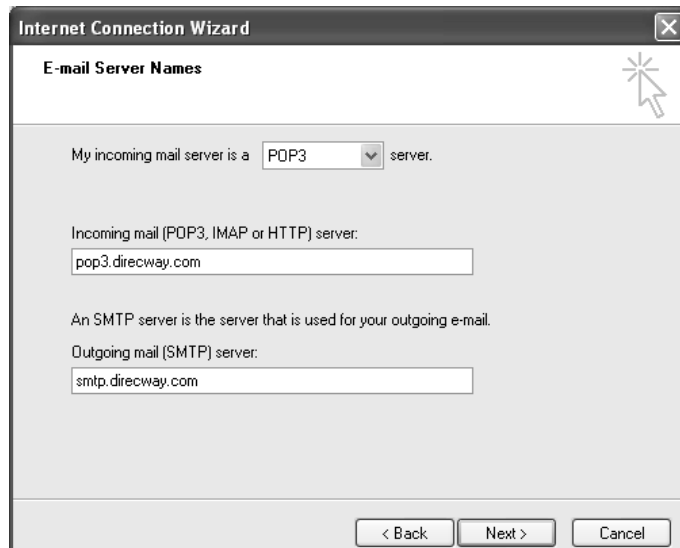 Internet Connection Wizard
E-mail Server Names
My incoming mail server is a POP3 server.
Incoming mail (POP3, IMAP or HTTP) server:
pop3.direcway.com
An SMTP server is the server that is used for your outgoing e-mail.
Outgoing mail (SMTP) server:
smtp.direcway.com
< Back Next > Cancel